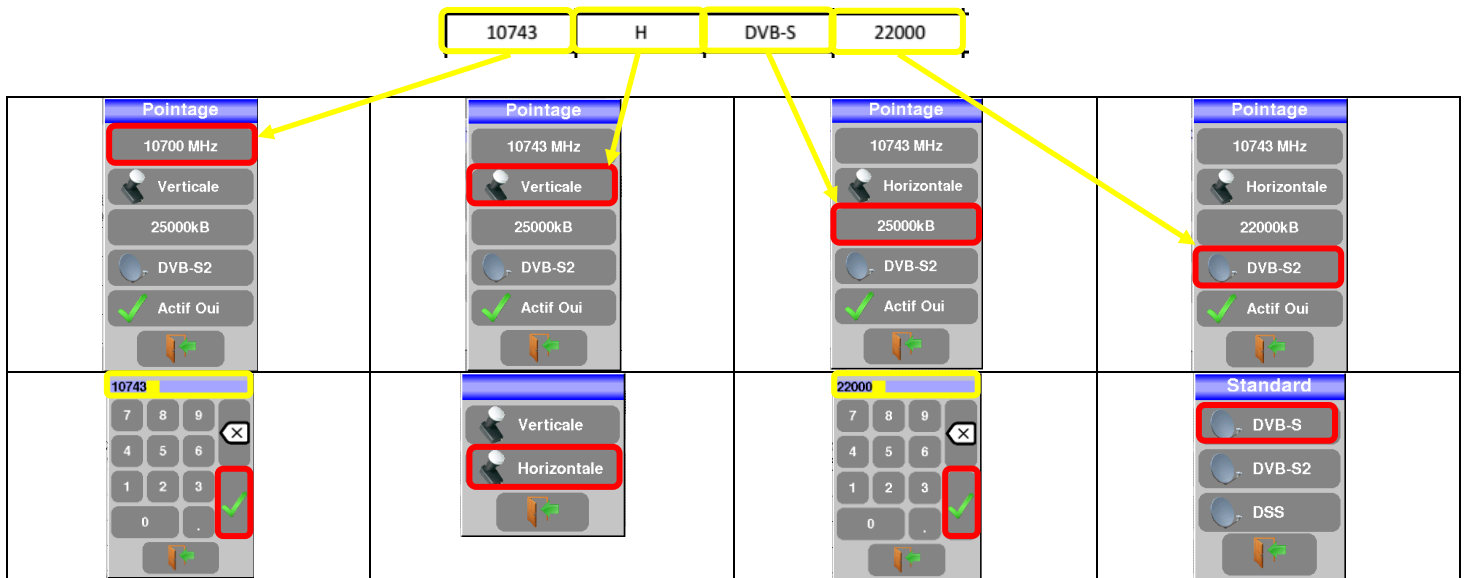 10743 H DVB-S 22000
Pointage
10700 MHz
Verticale
25000kB
DVB-S2
Actif Oui
Pointage
10743 MHz
Verticale
25000kB
DVB-S2
Actif Oui
Pointage
10743 MHz
Horizontale
25000kB
DVB-S2
Actif Oui
Pointage
10743 MHz
Horizontale
22000kB
DVB-S2
Actif Oui
10743
7 8 9
4 5 6
1 2 3
0 .
Verticale
Horizontale
22000
7 8 9
4 5 6
1 2 3
0 .
Standard
DVB-S
DVB-S2
DSS